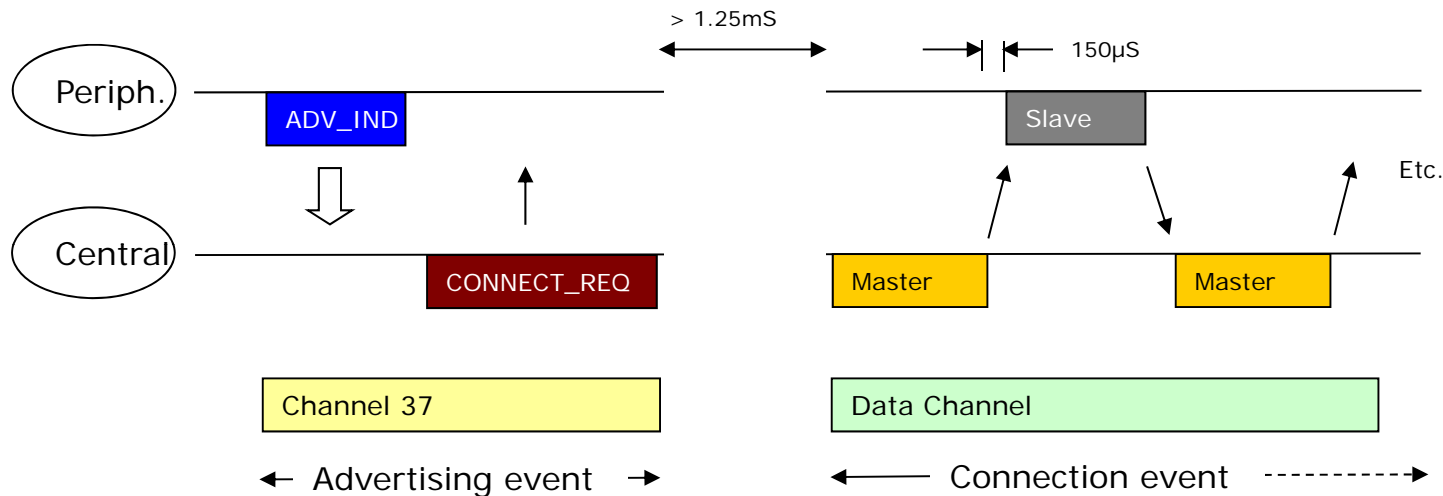 > 1.25mS
150µS
Periph.
ADV_IND
Slave
Etc.
Central
CONNECT_REQ
Master
Master
Channel 37
Data Channel
Advertising event
Connection event